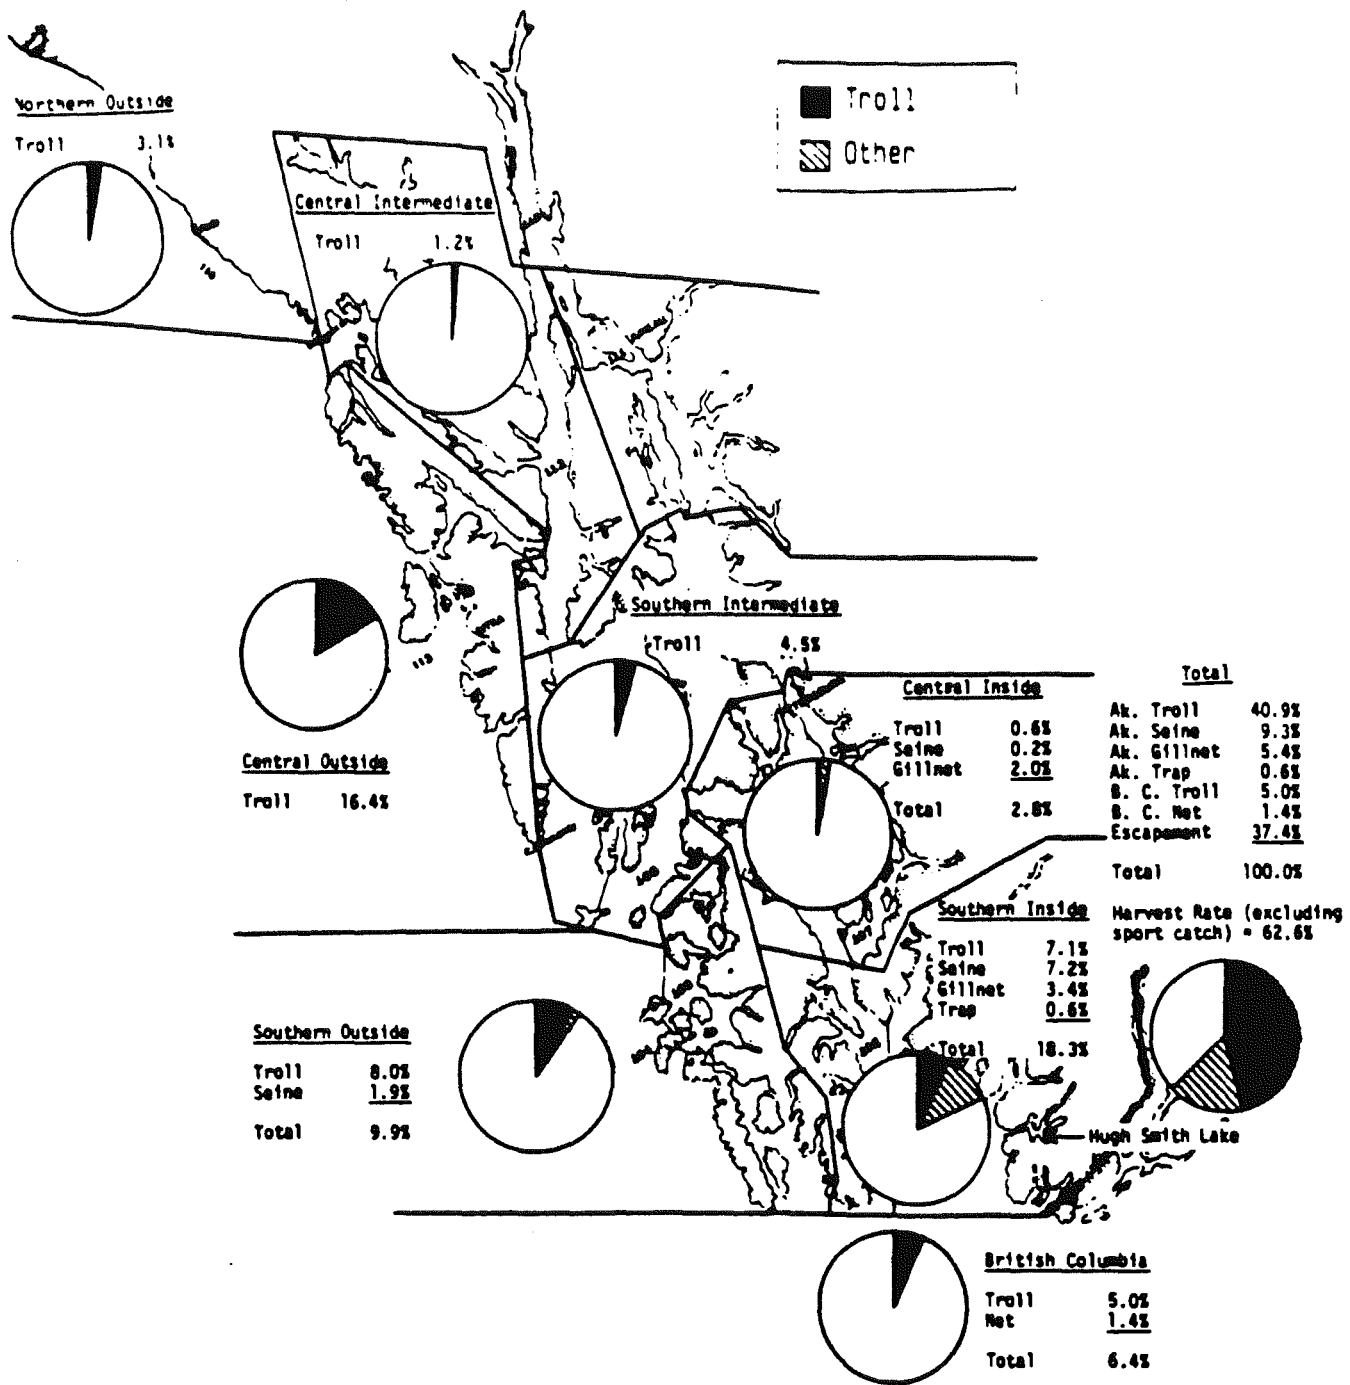 Northern Outside
Troll 3.1%
Troll
Other
Central Intermediate
Troll 1.2%
Southern Intermediate
Troll 4.5%
Central Outside
Troll 16.4%
Central Inside
Troll 0.6%
Seine 0.2%
Gillnet 2.0%
Total 2.8%
Total
Ak. Troll 40.9%
Ak. Seine 9.3%
Ak. Gillnet 5.4%
Ak. Trap 0.6%
B. C. Troll 5.0%
B. C. Net 1.4%
Escapement 37.4%
Total 100.0%
Harvest Rate (excluding
sport catch) = 62.6%
Southern Inside
Troll 7.1%
Seine 7.2%
Gillnet 3.4%
Trap 0.6%
Total 18.3%
Southern Outside
Troll 8.0%
Seine 1.9%
Total 9.9%
Hugh Smith Lake
British Columbia
Troll 5.0%
Net 1.4%
Total 6.4%
113
112